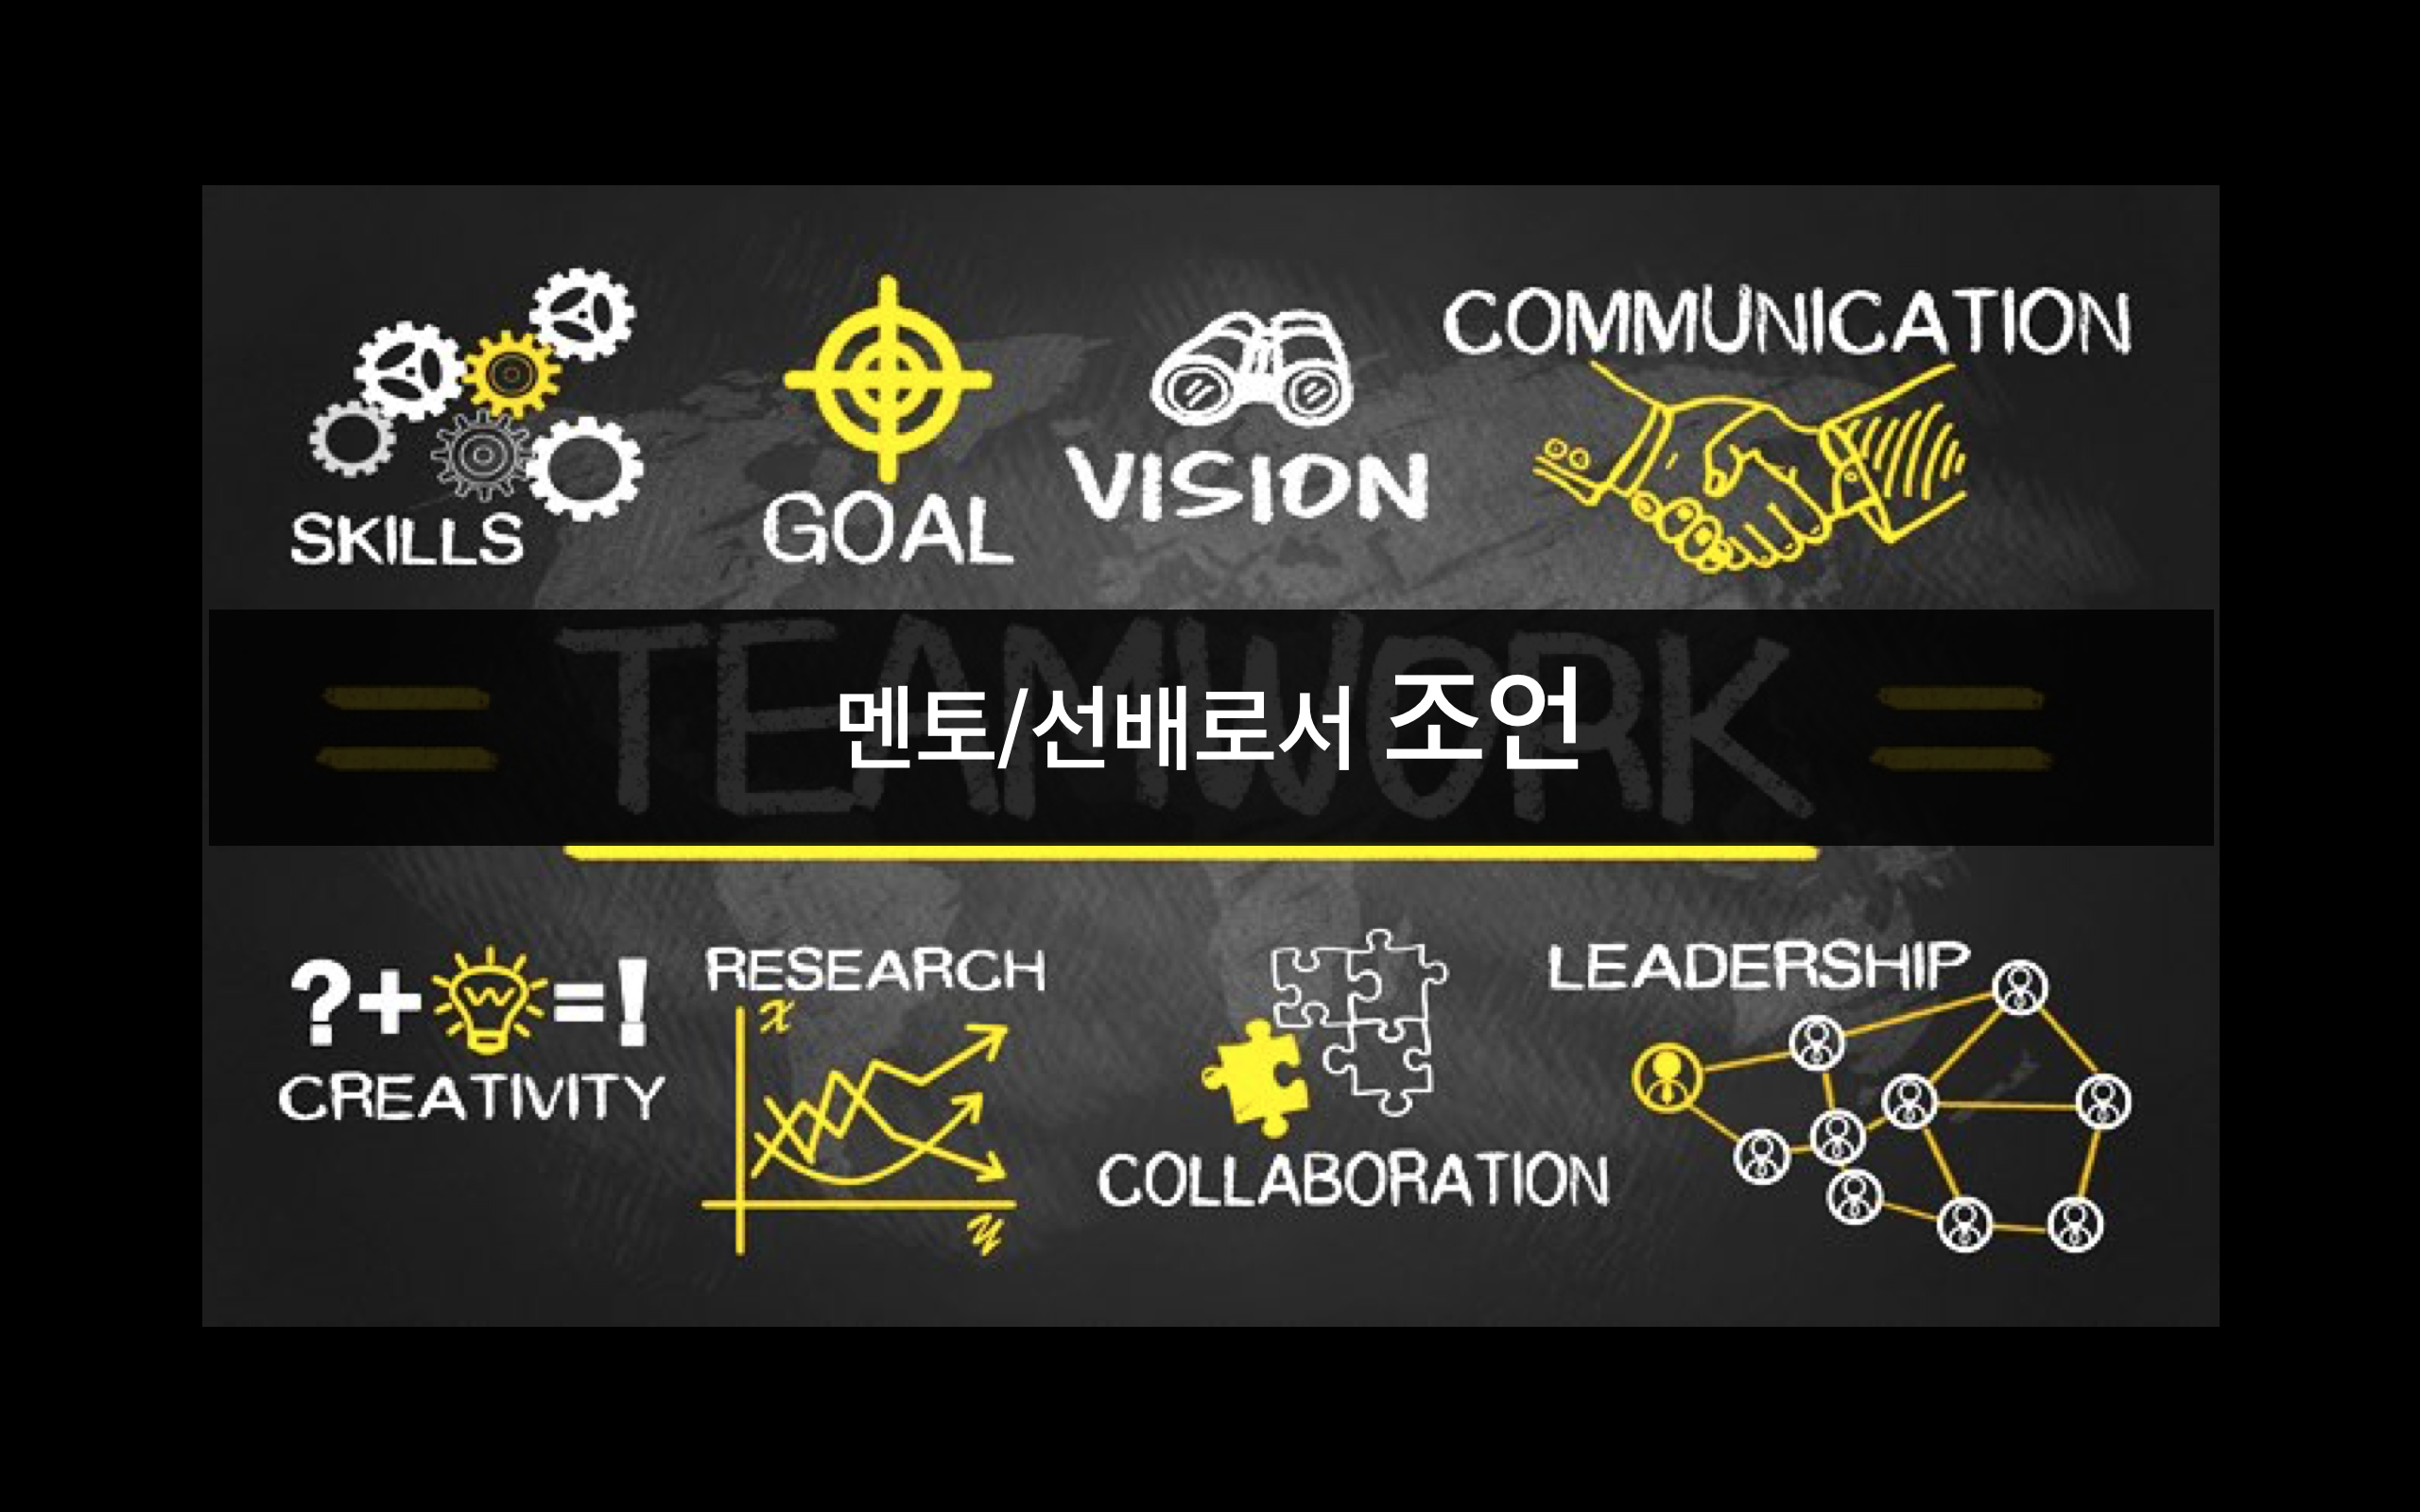 SKILLS
GOAL
VISION
COMMUNICATION
TEAMWORK
멘토/선배로서 조언
?+=!
CREATIVITY
RESEARCH
x
y
COLLABORATION
LEADERSHIP